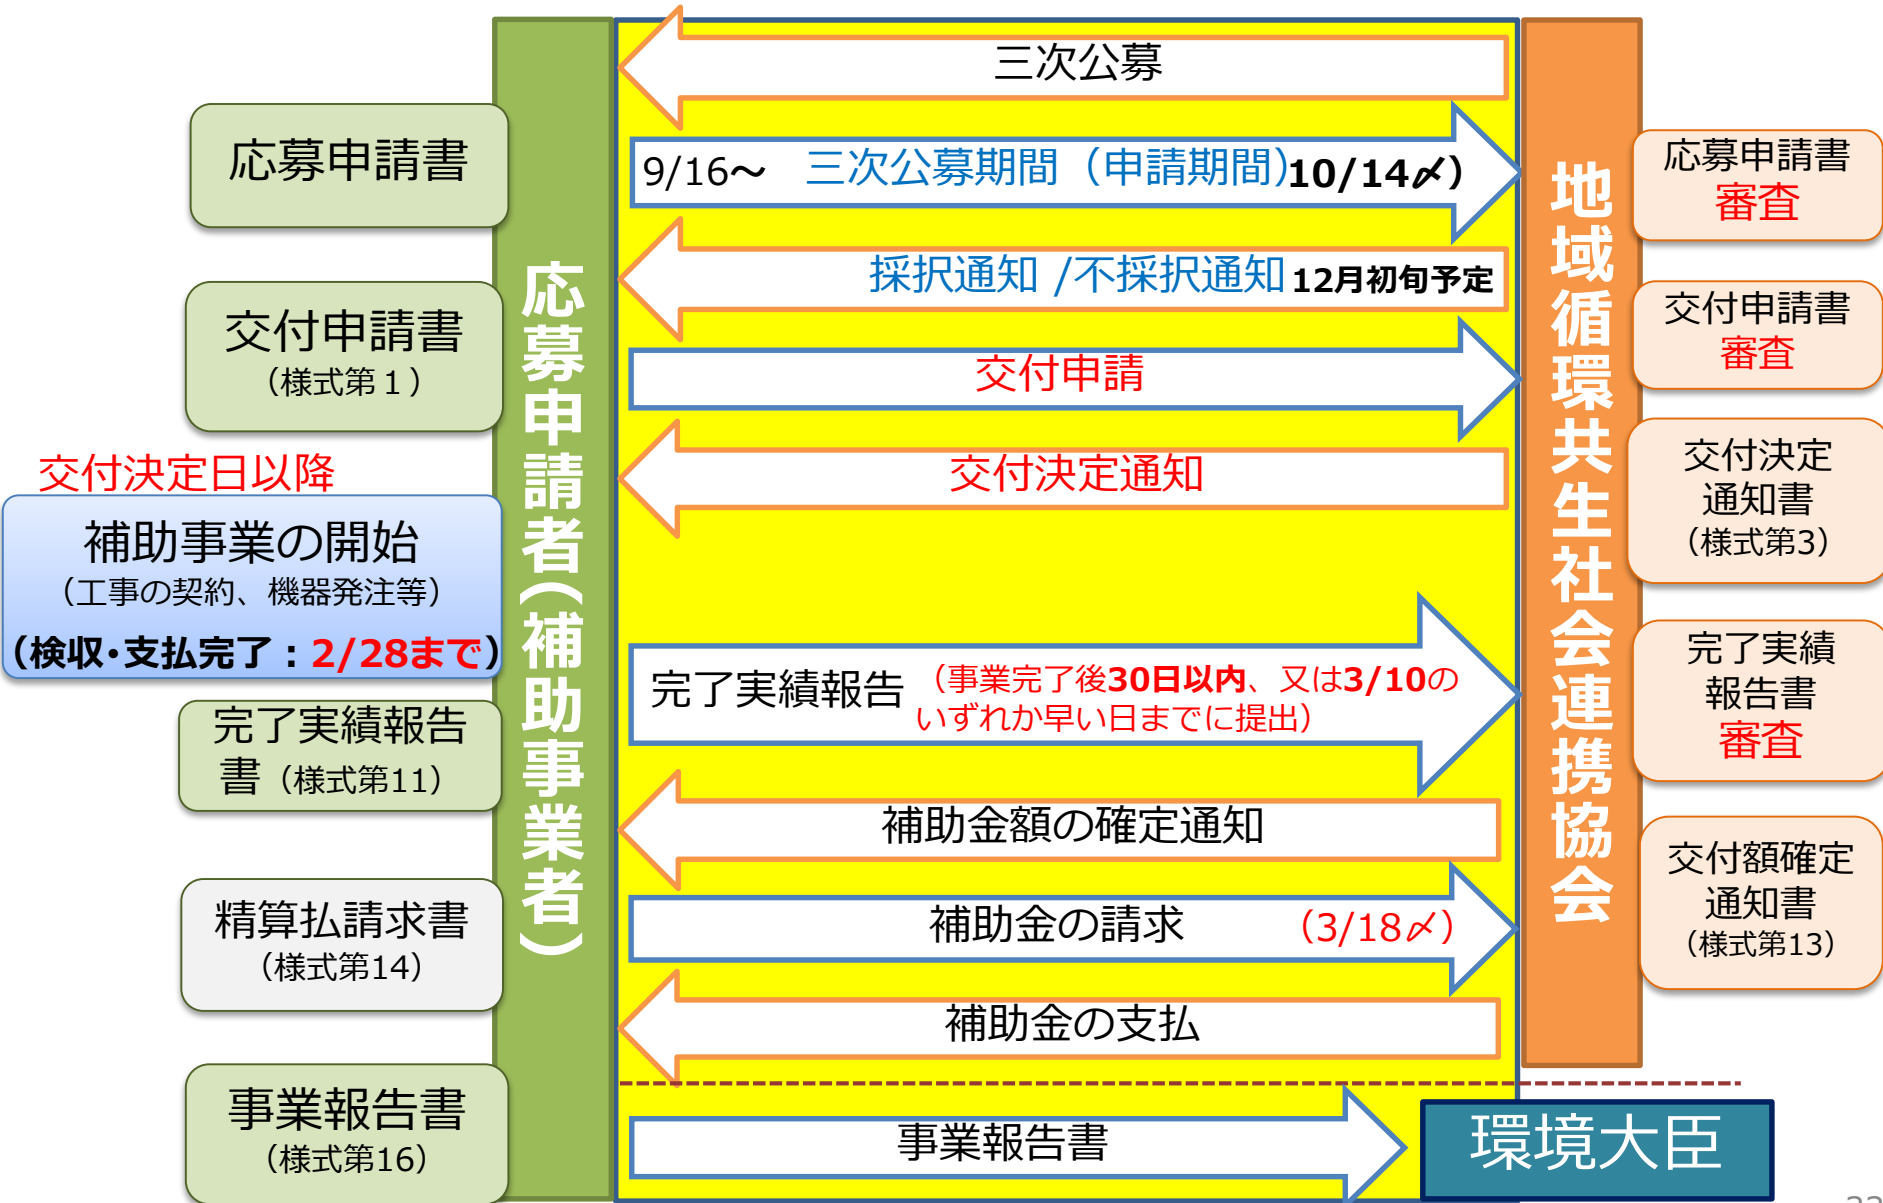 三次公募
応募申請書
9/16～　三次公募期間（申請期間）10/14〆）
応募申請書
審査
採択通知 /不採択通知 12月初旬予定
交付申請書
（様式第１）
交付申請
交付申請書
審査
交付決定通知
交付決定
通知書
（様式第3）
交付決定日以降
補助事業の開始
（工事の契約、機器発注等）
（検収･支払完了：2/28まで）
応募申請者（補助事業者）
地域循環共生社会連携協会
完了実績報告
（事業完了後30日以内、又は3/10の
いずれか早い日までに提出）
完了実績
報告書
審査
完了実績報告
書（様式第11）
補助金額の確定通知
交付額確定
通知書
（様式第13）
精算払請求書
（様式第14）
補助金の請求　（3/18〆）
補助金の支払
事業報告書
（様式第16）
事業報告書
環境大臣